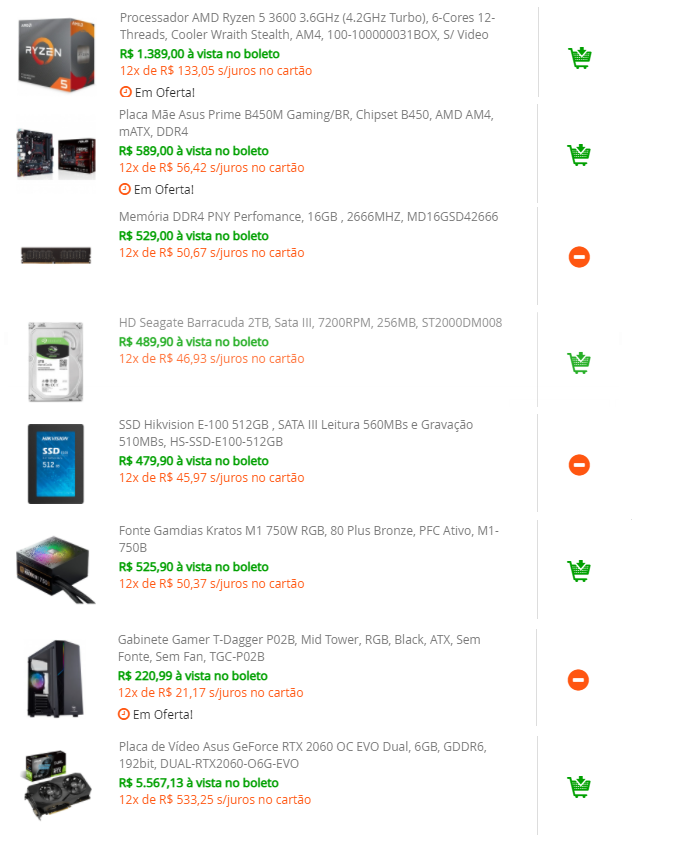 Processador AMD Ryzen 5 3600 3.6GHz (4.2GHz Turbo), 6-Cores 12-
Threads, Cooler Wraith Stealth, AM4, 100-100000031BOX, S/ Video
R$ 1.389,00 à vista no boleto
12x de R$ 133,05 s/juros no cartão
Em Oferta!
RYZEN
5
Placa Mãe Asus Prime B450M Gaming/BR, Chipset B450, AMD AM4,
mATX, DDR4
R$ 589,00 à vista no boleto
12x de R$ 56,42 s/juros no cartão
Em Oferta!
Memória DDR4 PNY Perfomance, 16GB , 2666MHZ, MD16GSD42666
R$ 529,00 à vista no boleto
12x de R$ 50,67 s/juros no cartão
HD Seagate Barracuda 2TB, Sata III, 7200RPM, 256MB, ST2000DM008
R$ 489,90 à vista no boleto
12x de R$ 46,93 s/juros no cartão
SSD Hikvision E-100 512GB , SATA III Leitura 560MBs e Gravação
510MBs, HS-SSD-E100-512GB
R$ 479,90 à vista no boleto
12x de R$ 45,97 s/juros no cartão
HIKVISION
SSD
512
Fonte Gamdias Kratos M1 750W RGB, 80 Plus Bronze, PFC Ativo, M1-
750B
R$ 525,90 à vista no boleto
12x de R$ 50,37 s/juros no cartão
Gabinete Gamer T-Dagger P02B, Mid Tower, RGB, Black, ATX, Sem
Fonte, Sem Fan, TGC-P02B
R$ 220,99 à vista no boleto
12x de R$ 21,17 s/juros no cartão
Em Oferta!
Placa de Vídeo Asus GeForce RTX 2060 OC EVO Dual, 6GB, GDDR6,
192bit, DUAL-RTX2060-O6G-EVO
R$ 5.567,13 à vista no boleto
12x de R$ 533,25 s/juros no cartão